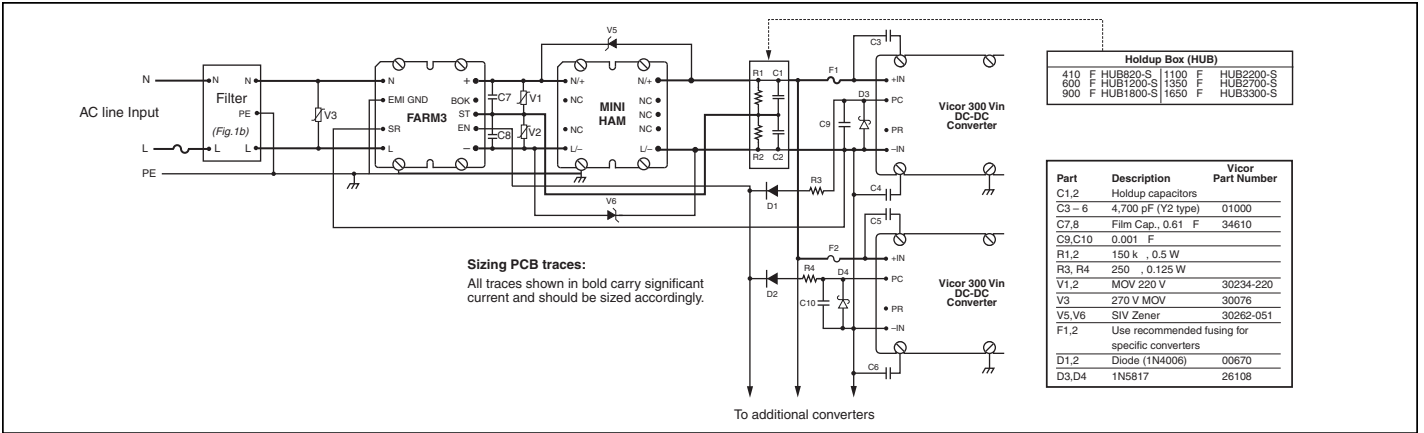 AC line Input
N
L
PE
N N
Filter
PE
(Fig.1b)
L L
V3
N
EMI GND
SR
L
FARM3
+
BOK
ST
EN
–
C7
C8
V1
V2
V5
V6
N/+
NC
NC
L/–
MINI
HAM
N/+
NC
NC
NC
L/–
R1 C1
R2 C2
F1
C3
+IN
PC
PR
–IN
Vicor 300 Vin
DC-DC
Converter
D3
C9
C4
R3
D1
C5
F2
+IN
PC
PR
–IN
Vicor 300 Vin
DC-DC
Converter
R4
D4
D2
C10
C6
Sizing PCB traces:
All traces shown in bold carry significant
current and should be sized accordingly.
To additional converters
Holdup Box (HUB)
410 F HUB820-S 1100 F HUB2200-S
600 F HUB1200-S 1350 F HUB2700-S
900 F HUB1800-S 1650 F HUB3300-S
Part Description Vicor Part Number
C1,2 Holdup capacitors
C3 – 6 4,700 pF (Y2 type) 01000
C7,8 Film Cap., 0.61 F 34610
C9,C10 0.001 F
R1,2 150 k , 0.5 W
R3, R4 250 , 0.125 W
V1,2 MOV 220 V 30234-220
V3 270 V MOV 30076
V5,V6 SIV Zener 30262-051
F1,2 Use recommended fusing for
specific converters
D1,2 Diode (1N4006) 00670
D3,D4 1N5817 26108